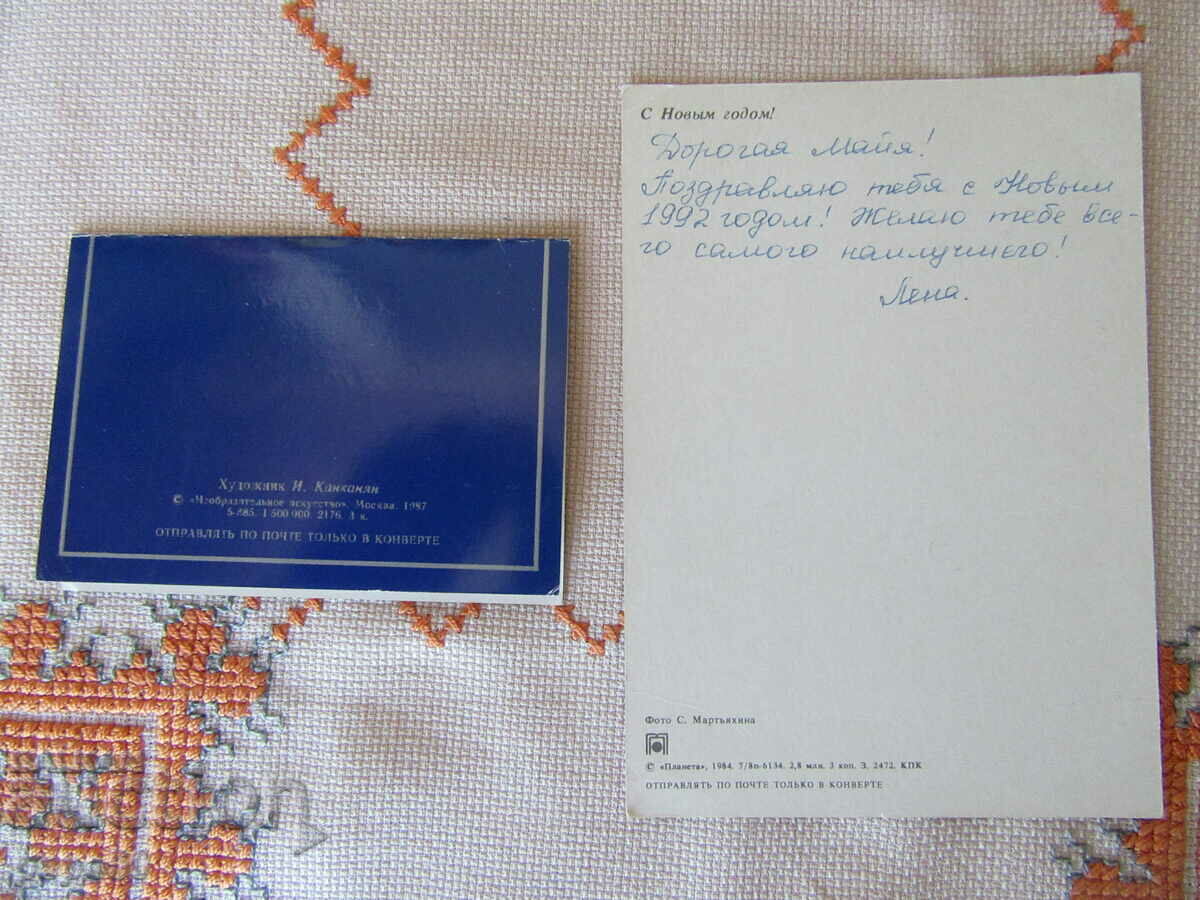 Художник И. Канканян
© «Изобразительное искусство». Москва. 1987
5-885. 1 500 000. 2176. 3 к.
ОТПРАВЛЯТЬ ПО ПОЧТЕ ТОЛЬКО В КОНВЕРТЕ
С Новым годом!
Дорогая Майя!
Поздравляю тебя с Новым
1992 годом! Желаю тебе все-
го самого наилучшего!
Лена.
Фото С. Мартьяхина
© «Планета», 1984. 7/8п-6134. 2,8 млн. 3 коп. З. 2472. КПК
ОТПРАВЛЯТЬ ПО ПОЧТЕ ТОЛЬКО В КОНВЕРТЕ